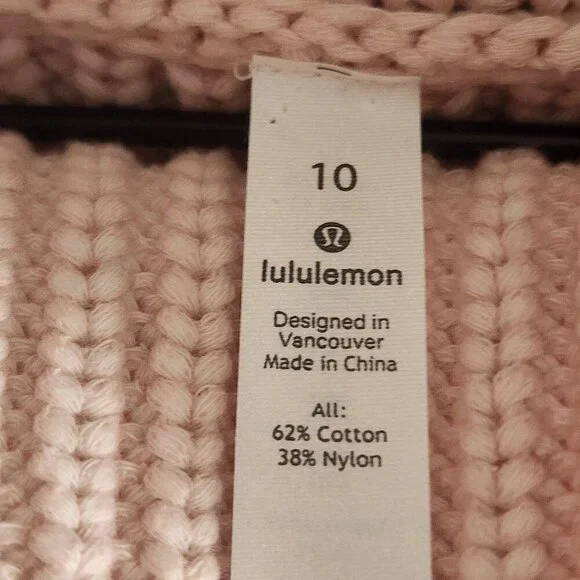 10
lululemon
Designed in
Vancouver
Made in China
All:
62% Cotton
38% Nylon